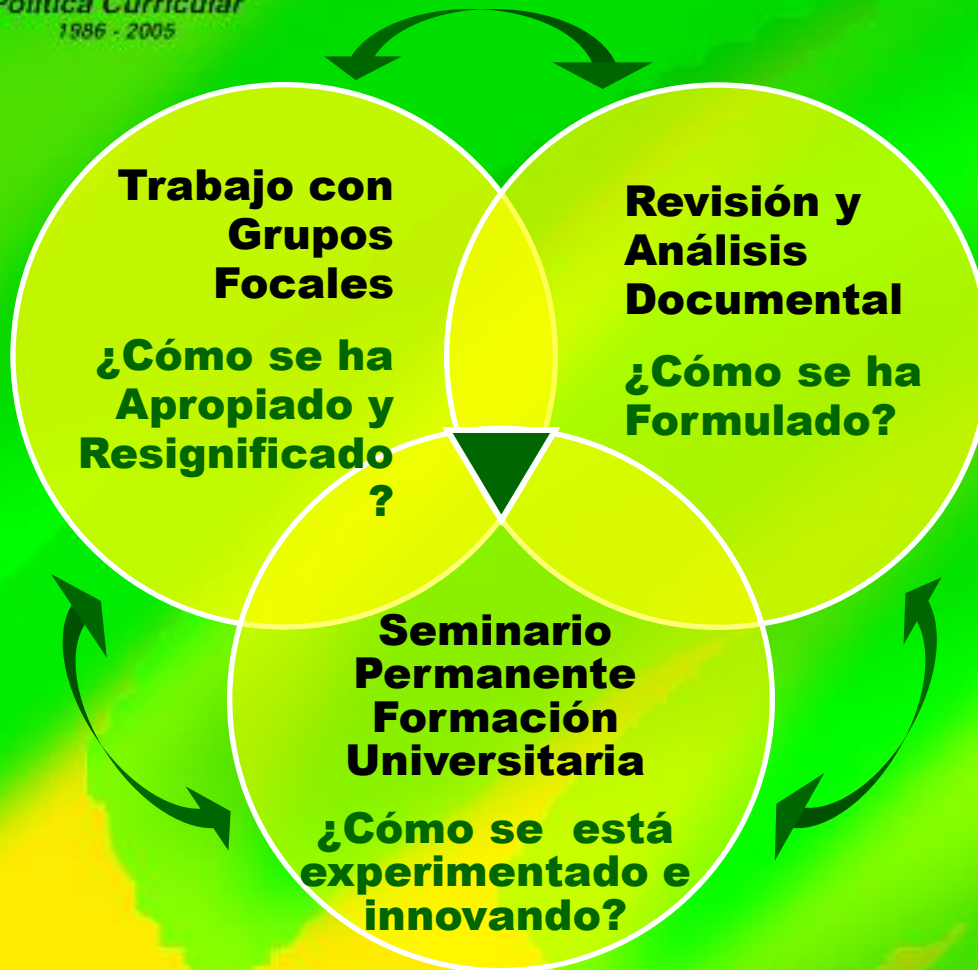 Política Curricular
1986 - 2005
Trabajo con
Grupos
Focales
¿Cómo se ha
Apropiado y
Resignificado
?
Revisión y
Análisis
Documental
¿Cómo se ha
Formulado?
Seminario
Permanente
Formación
Universitaria
¿Cómo se está
experimentado e
innovando?